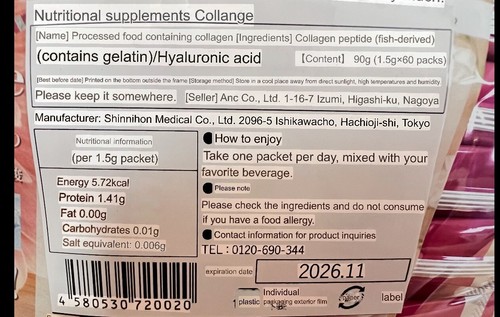 Nutritional supplements Collange
[Name] Processed food containing collagen [Ingredients] Collagen peptide (fish-derived)
(contains gelatin)/Hyaluronic acid 【Content】 90g (1.5g×60 packs)
[Best before date] Printed on the bottom outside the frame [Storage method] Store in a cool place away from direct sunlight, high temperatures and humidity.
Please keep it somewhere. [Seller] Anc Co., Ltd. 1-16-7 Izumi, Higashi-ku, Nagoya
Manufacturer: Shinnihon Medical Co., Ltd. 2096-5 Ishikawacho, Hachioji-shi, Tokyo
Nutritional information
(per 1.5g packet)
Energy 5.72kcal
Protein 1.41g
Fat 0.00g
Carbohydrates 0.01g
Salt equivalent: 0.006g
●How to enjoy
Take one packet per day, mixed with your
favorite beverage.
●Please note
Please check the ingredients and do not consume
if you have a food allergy.
●Contact information for product inquiries
TEL：0120-690-344
expiration date 2026.11
4 580530 720020
plastic
Individual
packaging exterior film
paper
label